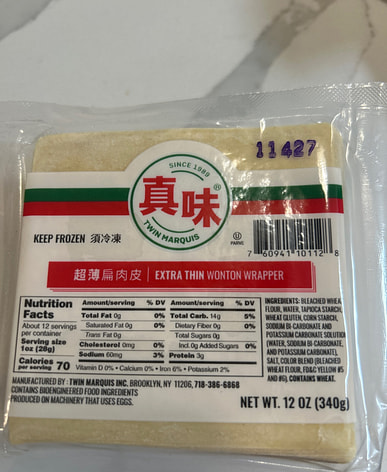 11427
SINCE 1989
真味®
TWIN MARQUIS
KEEP FROZEN 須冷凍
U
PARVE
7 60941 10112 8
超薄扁肉皮 | EXTRA THIN WONTON WRAPPER
Nutrition Facts
About 12 servings per container
Serving size
1oz (28g)
Calories per serving 70
Amount/serving % DV
Total Fat 0g 0%
Saturated Fat 0g 0%
Trans Fat 0g
Cholesterol 0mg 0%
Sodium 60mg 3%
Amount/serving % DV
Total Carb. 14g 5%
Dietary Fiber 0g 0%
Total Sugars 0g
Incl. 0g Added Sugars 0%
Protein 3g
Vitamin D 0% • Calcium 0% • Iron 6% • Potassium 2%
INGREDIENTS: BLEACHED WHEA
FLOUR, WATER, TAPIOCA STARCH,
WHEAT GLUTEN, CORN STARCH,
SODIUM BI-CARBONATE AND
POTASSIUM CARBONATE SOLUTION
(WATER, SODIUM BI-CARBONATE,
AND POTASSIUM CARBONATE),
SALT, COLOR BLEND (BLEACHED
WHEAT FLOUR, FD&C YELLOW #5
AND #6). CONTAINS WHEAT.
MANUFACTURED BY : TWIN MARQUIS INC. BROOKLYN, NY 11206, 718-386-6868
CONTAINS BIOENGINEERED FOOD INGREDIENTS
PRODUCED ON MACHINERY THAT USES EGGS.
NET WT. 12 OZ (340g)